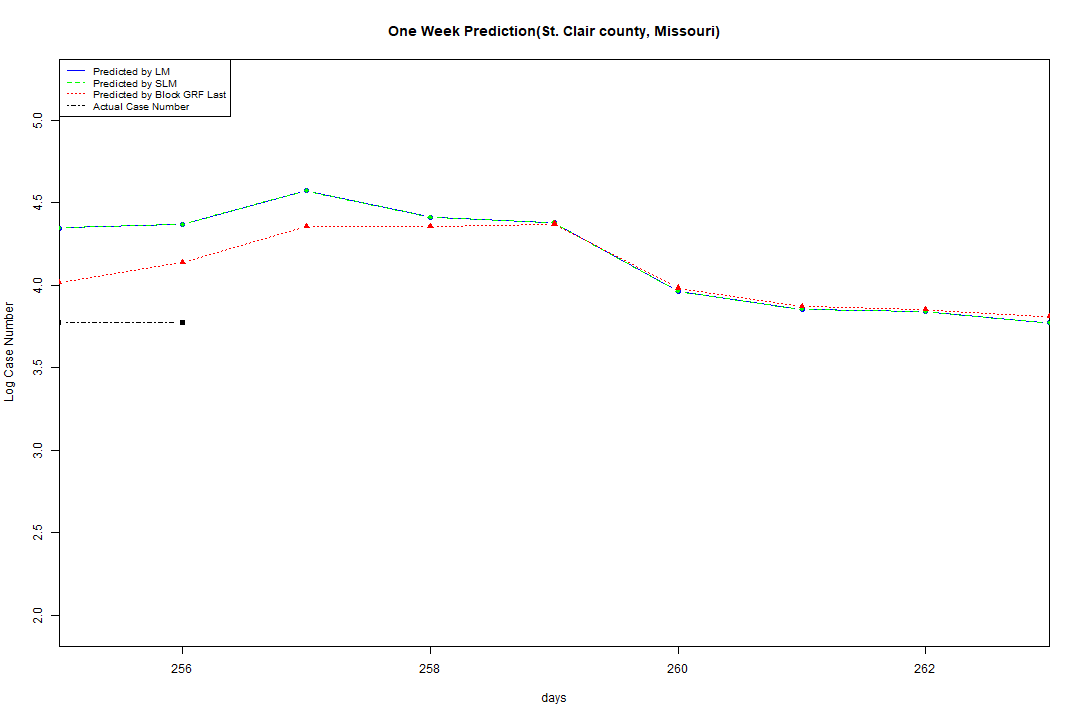 One Week Prediction(St. Clair county, Missouri)
Predicted by LM
Predicted by SLM
Predicted by Block GRF Last
Actual Case Number
5.0
4.5
4.0
3.5
3.0
2.5
2.0
Log Case Number
256 258 260 262
days